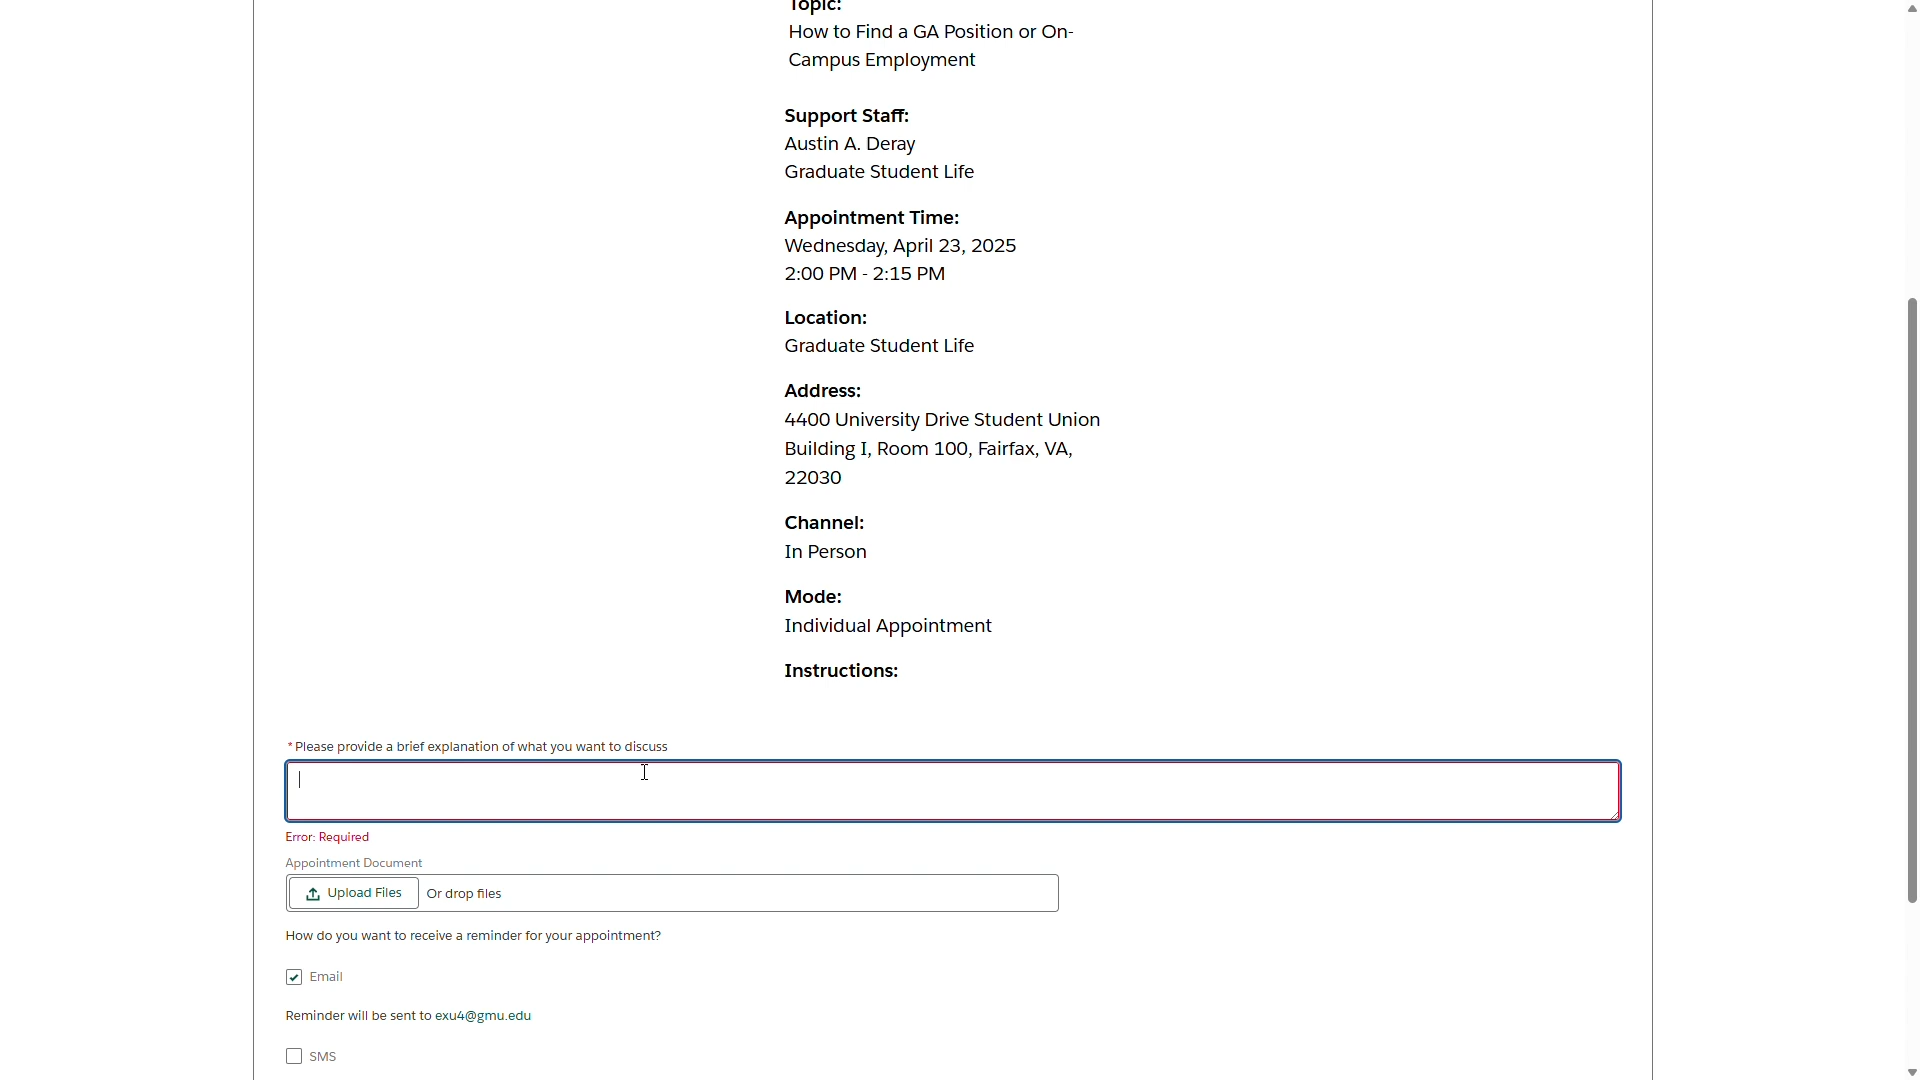 Topic:
How to Find a GA Position or On-
Campus Employment
Support Staff:
Austin A. Deray
Graduate Student Life
Appointment Time:
Wednesday, April 23, 2025
2:00 PM - 2:15 PM
Location:
Graduate Student Life
Address:
4400 University Drive Student Union
Building I, Room 100, Fairfax, VA,
22030
Channel:
In Person
Mode:
Individual Appointment
Instructions:
* Please provide a brief explanation of what you want to discuss
Error: Required
Appointment Document
Upload Files Or drop files
How do you want to receive a reminder for your appointment?
Email
Reminder will be sent to exu4@gmu.edu
SMS